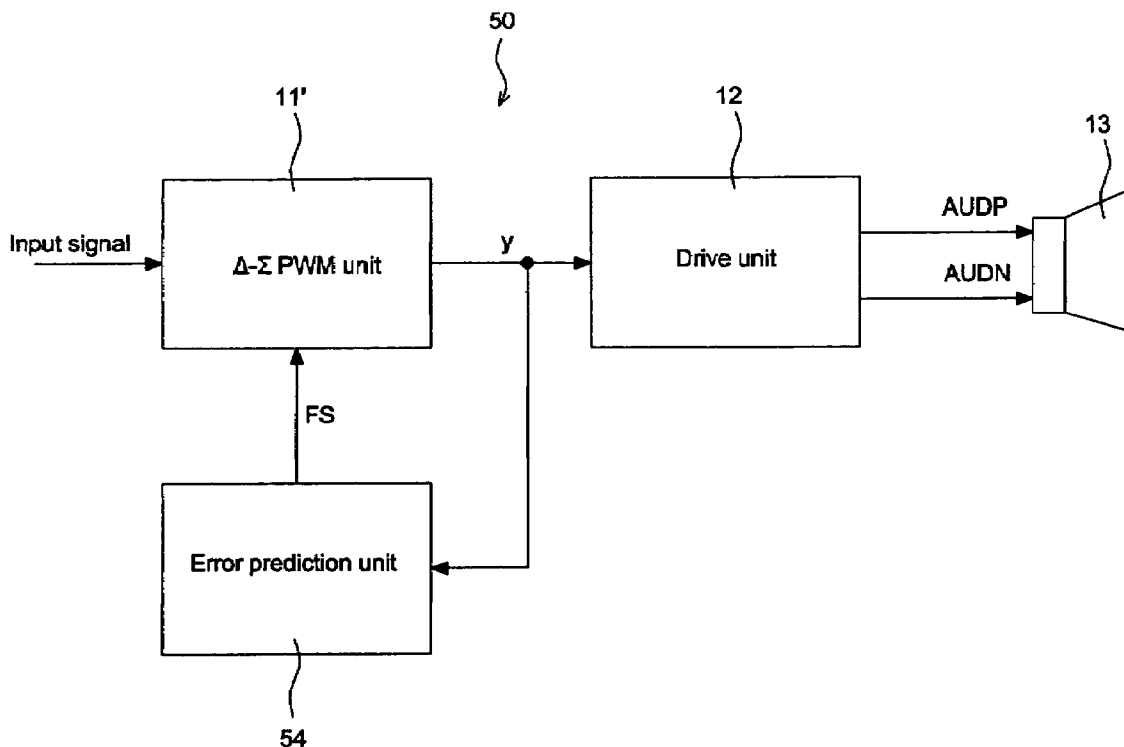 50
11'
12
13
Input signal
Δ-Σ PWM unit
y
Drive unit
AUDP
AUDN
FS
Error prediction unit
54